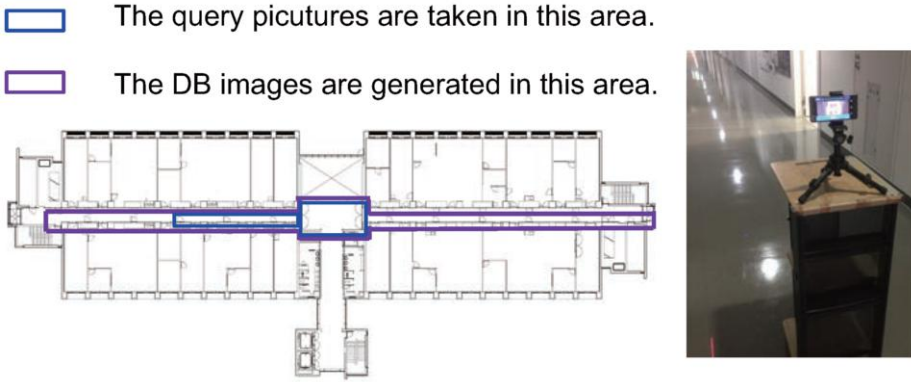 The query picutures are taken in this area.
The DB images are generated in this area.